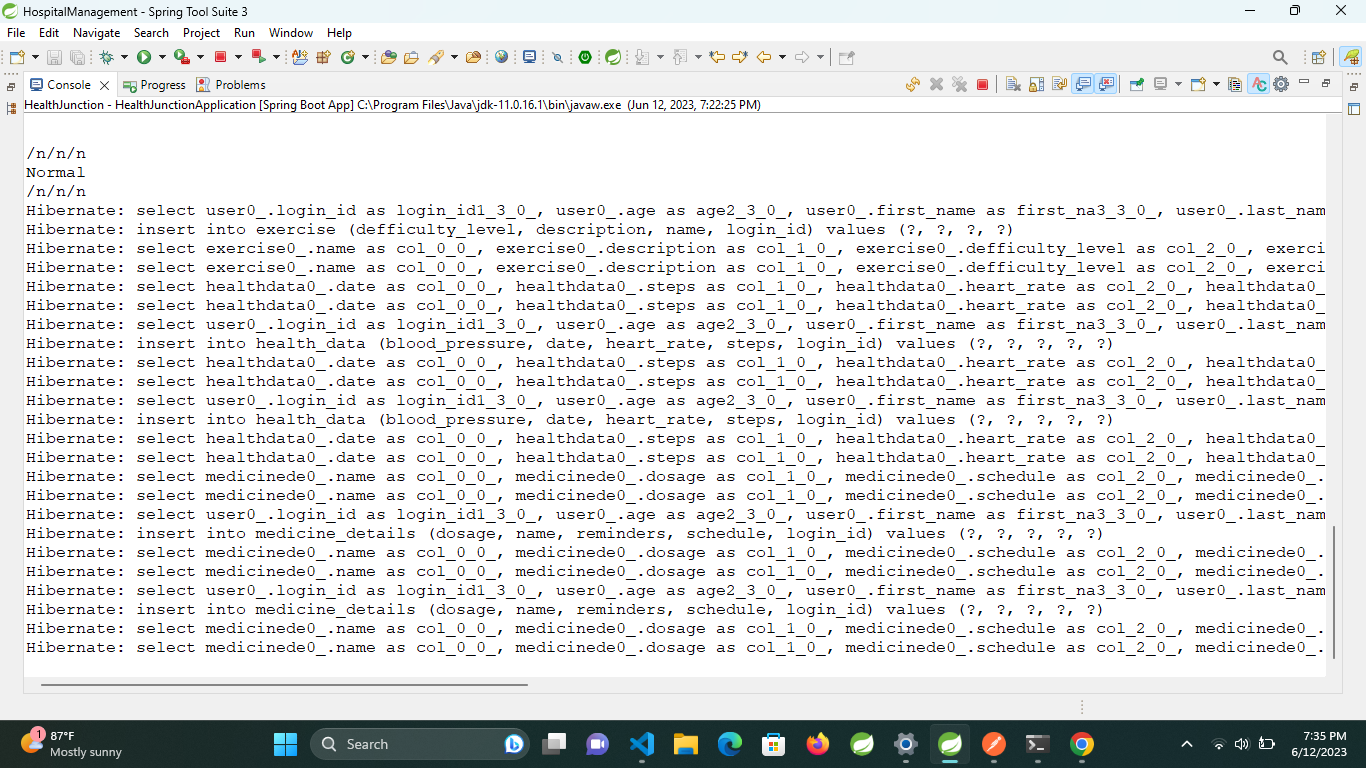 HospitalManagement - Spring Tool Suite 3
File Edit Navigate Search Project Run Window Help
Console Progress Problems
HealthJunction - HealthJunctionApplication [Spring Boot App] C:\Program Files\Java\jdk-11.0.16.1\bin\javaw.exe (Jun 12, 2023, 7:22:25 PM)
/n/n/n
Normal
/n/n/n
Hibernate: select user0_.login_id as login_id1_3_0_, user0_.age as age2_3_0_, user0_.first_name as first_na3_3_0_, user0_.last_nam
Hibernate: insert into exercise (defficulty_level, description, name, login_id) values (?, ?, ?, ?)
Hibernate: select exercise0_.name as col_0_0_, exercise0_.description as col_1_0_, exercise0_.defficulty_level as col_2_0_, exerci
Hibernate: select exercise0_.name as col_0_0_, exercise0_.description as col_1_0_, exercise0_.defficulty_level as col_2_0_, exerci
Hibernate: select healthdata0_.date as col_0_0_, healthdata0_.steps as col_1_0_, healthdata0_.heart_rate as col_2_0_, healthdata0_
Hibernate: select healthdata0_.date as col_0_0_, healthdata0_.steps as col_1_0_, healthdata0_.heart_rate as col_2_0_, healthdata0_
Hibernate: select user0_.login_id as login_id1_3_0_, user0_.age as age2_3_0_, user0_.first_name as first_na3_3_0_, user0_.last_nam
Hibernate: insert into health_data (blood_pressure, date, heart_rate, steps, login_id) values (?, ?, ?, ?, ?)
Hibernate: select healthdata0_.date as col_0_0_, healthdata0_.steps as col_1_0_, healthdata0_.heart_rate as col_2_0_, healthdata0_
Hibernate: select healthdata0_.date as col_0_0_, healthdata0_.steps as col_1_0_, healthdata0_.heart_rate as col_2_0_, healthdata0_
Hibernate: select user0_.login_id as login_id1_3_0_, user0_.age as age2_3_0_, user0_.first_name as first_na3_3_0_, user0_.last_nam
Hibernate: insert into health_data (blood_pressure, date, heart_rate, steps, login_id) values (?, ?, ?, ?, ?)
Hibernate: select healthdata0_.date as col_0_0_, healthdata0_.steps as col_1_0_, healthdata0_.heart_rate as col_2_0_, healthdata0_
Hibernate: select healthdata0_.date as col_0_0_, healthdata0_.steps as col_1_0_, healthdata0_.heart_rate as col_2_0_, healthdata0_
Hibernate: select medicinede0_.name as col_0_0_, medicinede0_.dosage as col_1_0_, medicinede0_.schedule as col_2_0_, medicinede0_.
Hibernate: select medicinede0_.name as col_0_0_, medicinede0_.dosage as col_1_0_, medicinede0_.schedule as col_2_0_, medicinede0_.
Hibernate: select user0_.login_id as login_id1_3_0_, user0_.age as age2_3_0_, user0_.first_name as first_na3_3_0_, user0_.last_nam
Hibernate: insert into medicine_details (dosage, name, reminders, schedule, login_id) values (?, ?, ?, ?, ?)
Hibernate: select medicinede0_.name as col_0_0_, medicinede0_.dosage as col_1_0_, medicinede0_.schedule as col_2_0_, medicinede0_.
Hibernate: select medicinede0_.name as col_0_0_, medicinede0_.dosage as col_1_0_, medicinede0_.schedule as col_2_0_, medicinede0_.
Hibernate: select user0_.login_id as login_id1_3_0_, user0_.age as age2_3_0_, user0_.first_name as first_na3_3_0_, user0_.last_nam
Hibernate: insert into medicine_details (dosage, name, reminders, schedule, login_id) values (?, ?, ?, ?, ?)
Hibernate: select medicinede0_.name as col_0_0_, medicinede0_.dosage as col_1_0_, medicinede0_.schedule as col_2_0_, medicinede0_.
Hibernate: select medicinede0_.name as col_0_0_, medicinede0_.dosage as col_1_0_, medicinede0_.schedule as col_2_0_, medicinede0_.
1 87°F
Mostly sunny
Search
7:35 PM
6/12/2023